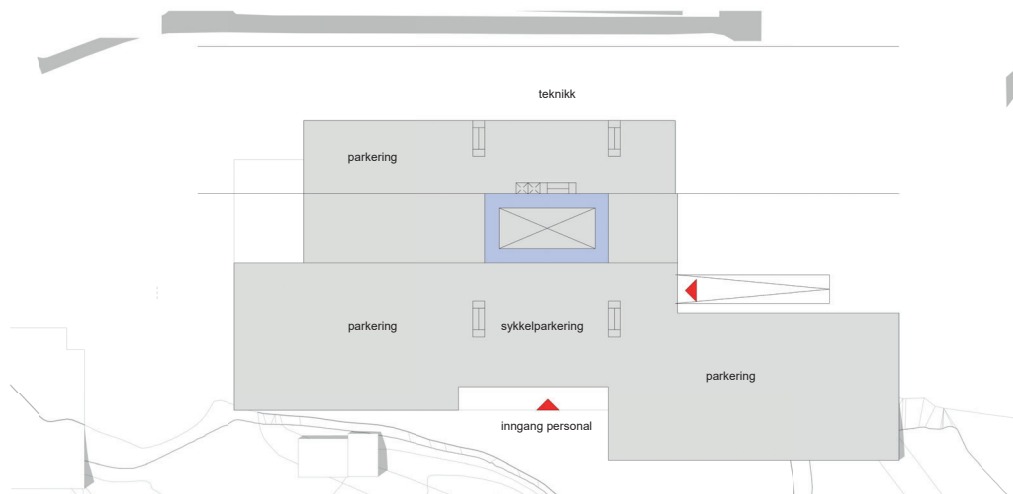 teknikk
parkering
parkering
sykkelparkering
parkering
inngang personal